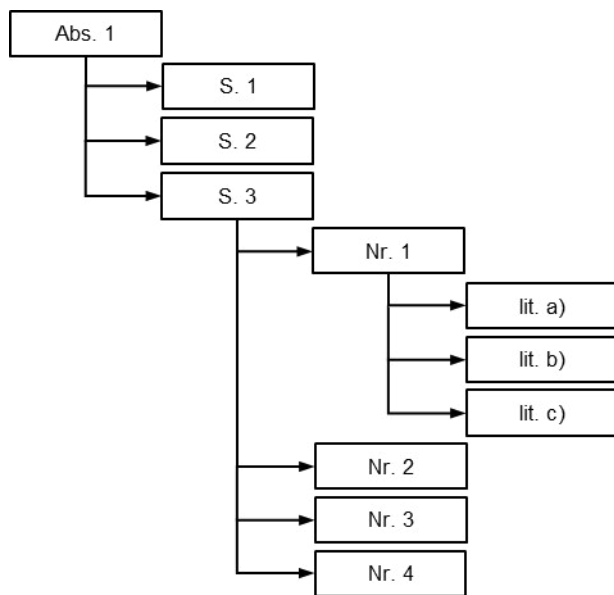 Abs. 1
S. 1
S. 2
S. 3
Nr. 1
lit. a)
lit. b)
lit. c)
Nr. 2
Nr. 3
Nr. 4